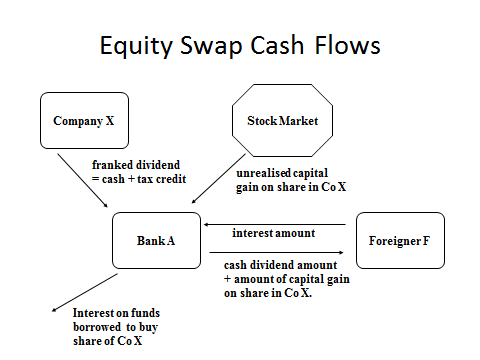 Equity Swap Cash Flows
Company X
Stock Market
franked dividend
= cash + tax credit
unrealised capital
gain on share in Co X
Bank A
interest amount
Foreigner F
cash dividend amount
+ amount of capital gain
on share in Co X.
Interest on funds
borrowed to buy
share of Co X